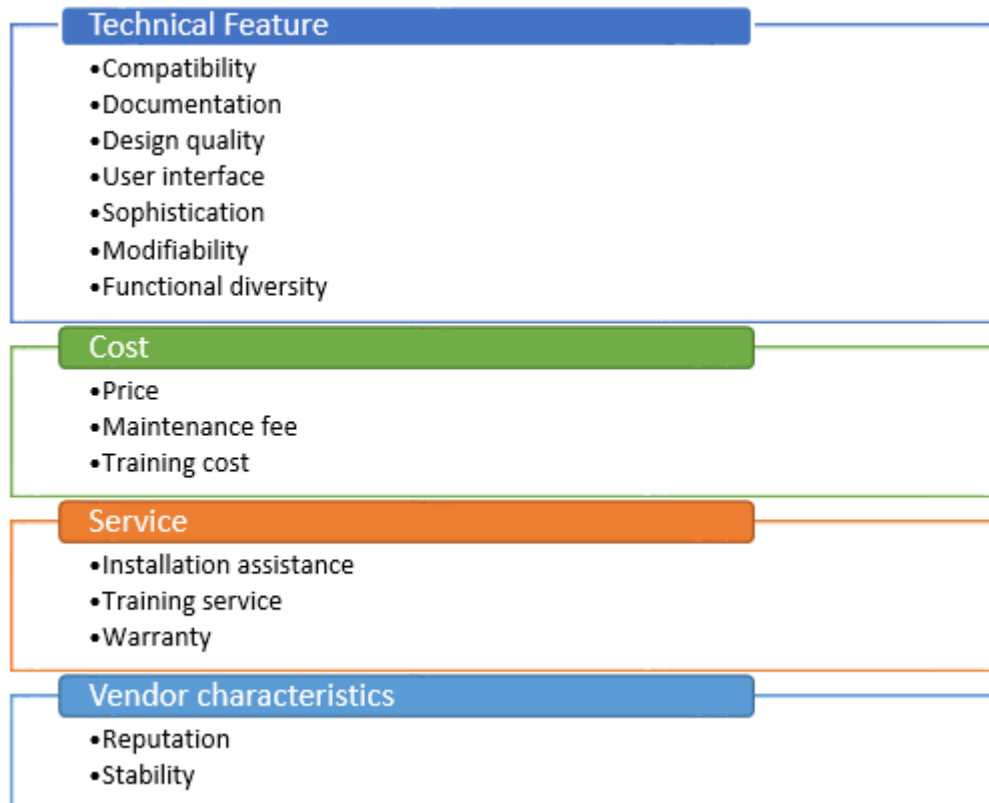 Technical Feature
•Compatibility
•Documentation
•Design quality
•User interface
•Sophistication
•Modifiability
•Functional diversity
Cost
•Price
•Maintenance fee
•Training cost
Service
•Installation assistance
•Training service
•Warranty
Vendor characteristics
•Reputation
•Stability